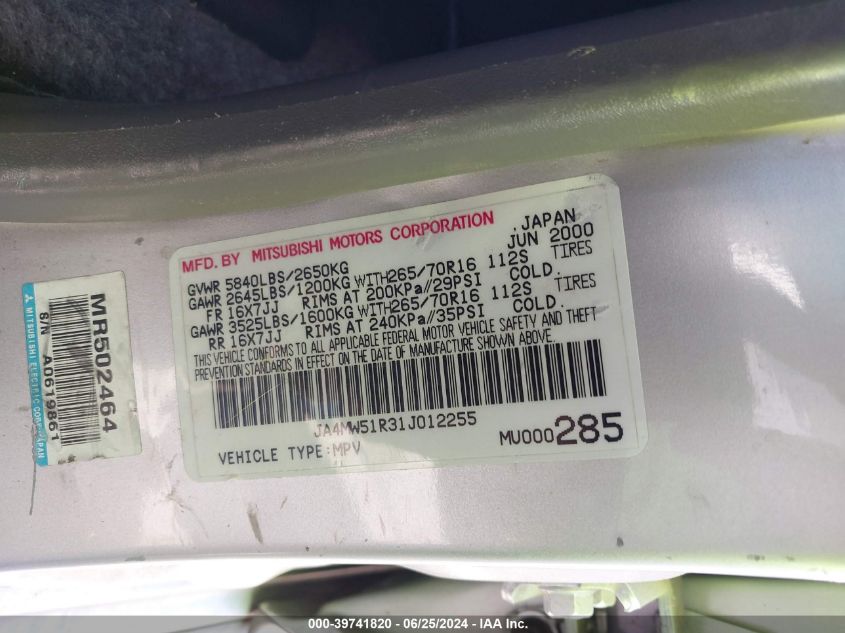 MFD. BY MITSUBISHI MOTORS CORPORATION JAPAN
GVWR 5840LBS/2650KG JUN 2000
GAWR 2645LBS/1200KG WITH265/70R16 112S TIRES
FR 16X7JJ RIMS AT 200KPa//29PSI COLD.
GAWR 3525LBS/1600KG WITH265/70R16 112S TIRES
RR 16X7JJ RIMS AT 240KPa//35PSI COLD.
THIS VEHICLE CONFORMS TO ALL APPLICABLE FEDERAL MOTOR VEHICLE SAFETY AND THEFT
PREVENTION STANDARDS IN EFFECT ON THE DATE OF MANUFACTURE SHOWN ABOVE.
JA4MW51R31J012255
VEHICLE TYPE:MPV MU000285
MR502464
S/N A0619861
MITSUBISHI ELECTRIC CORP. JAPAN
000-39741820 - 06/25/2024 - IAA Inc.